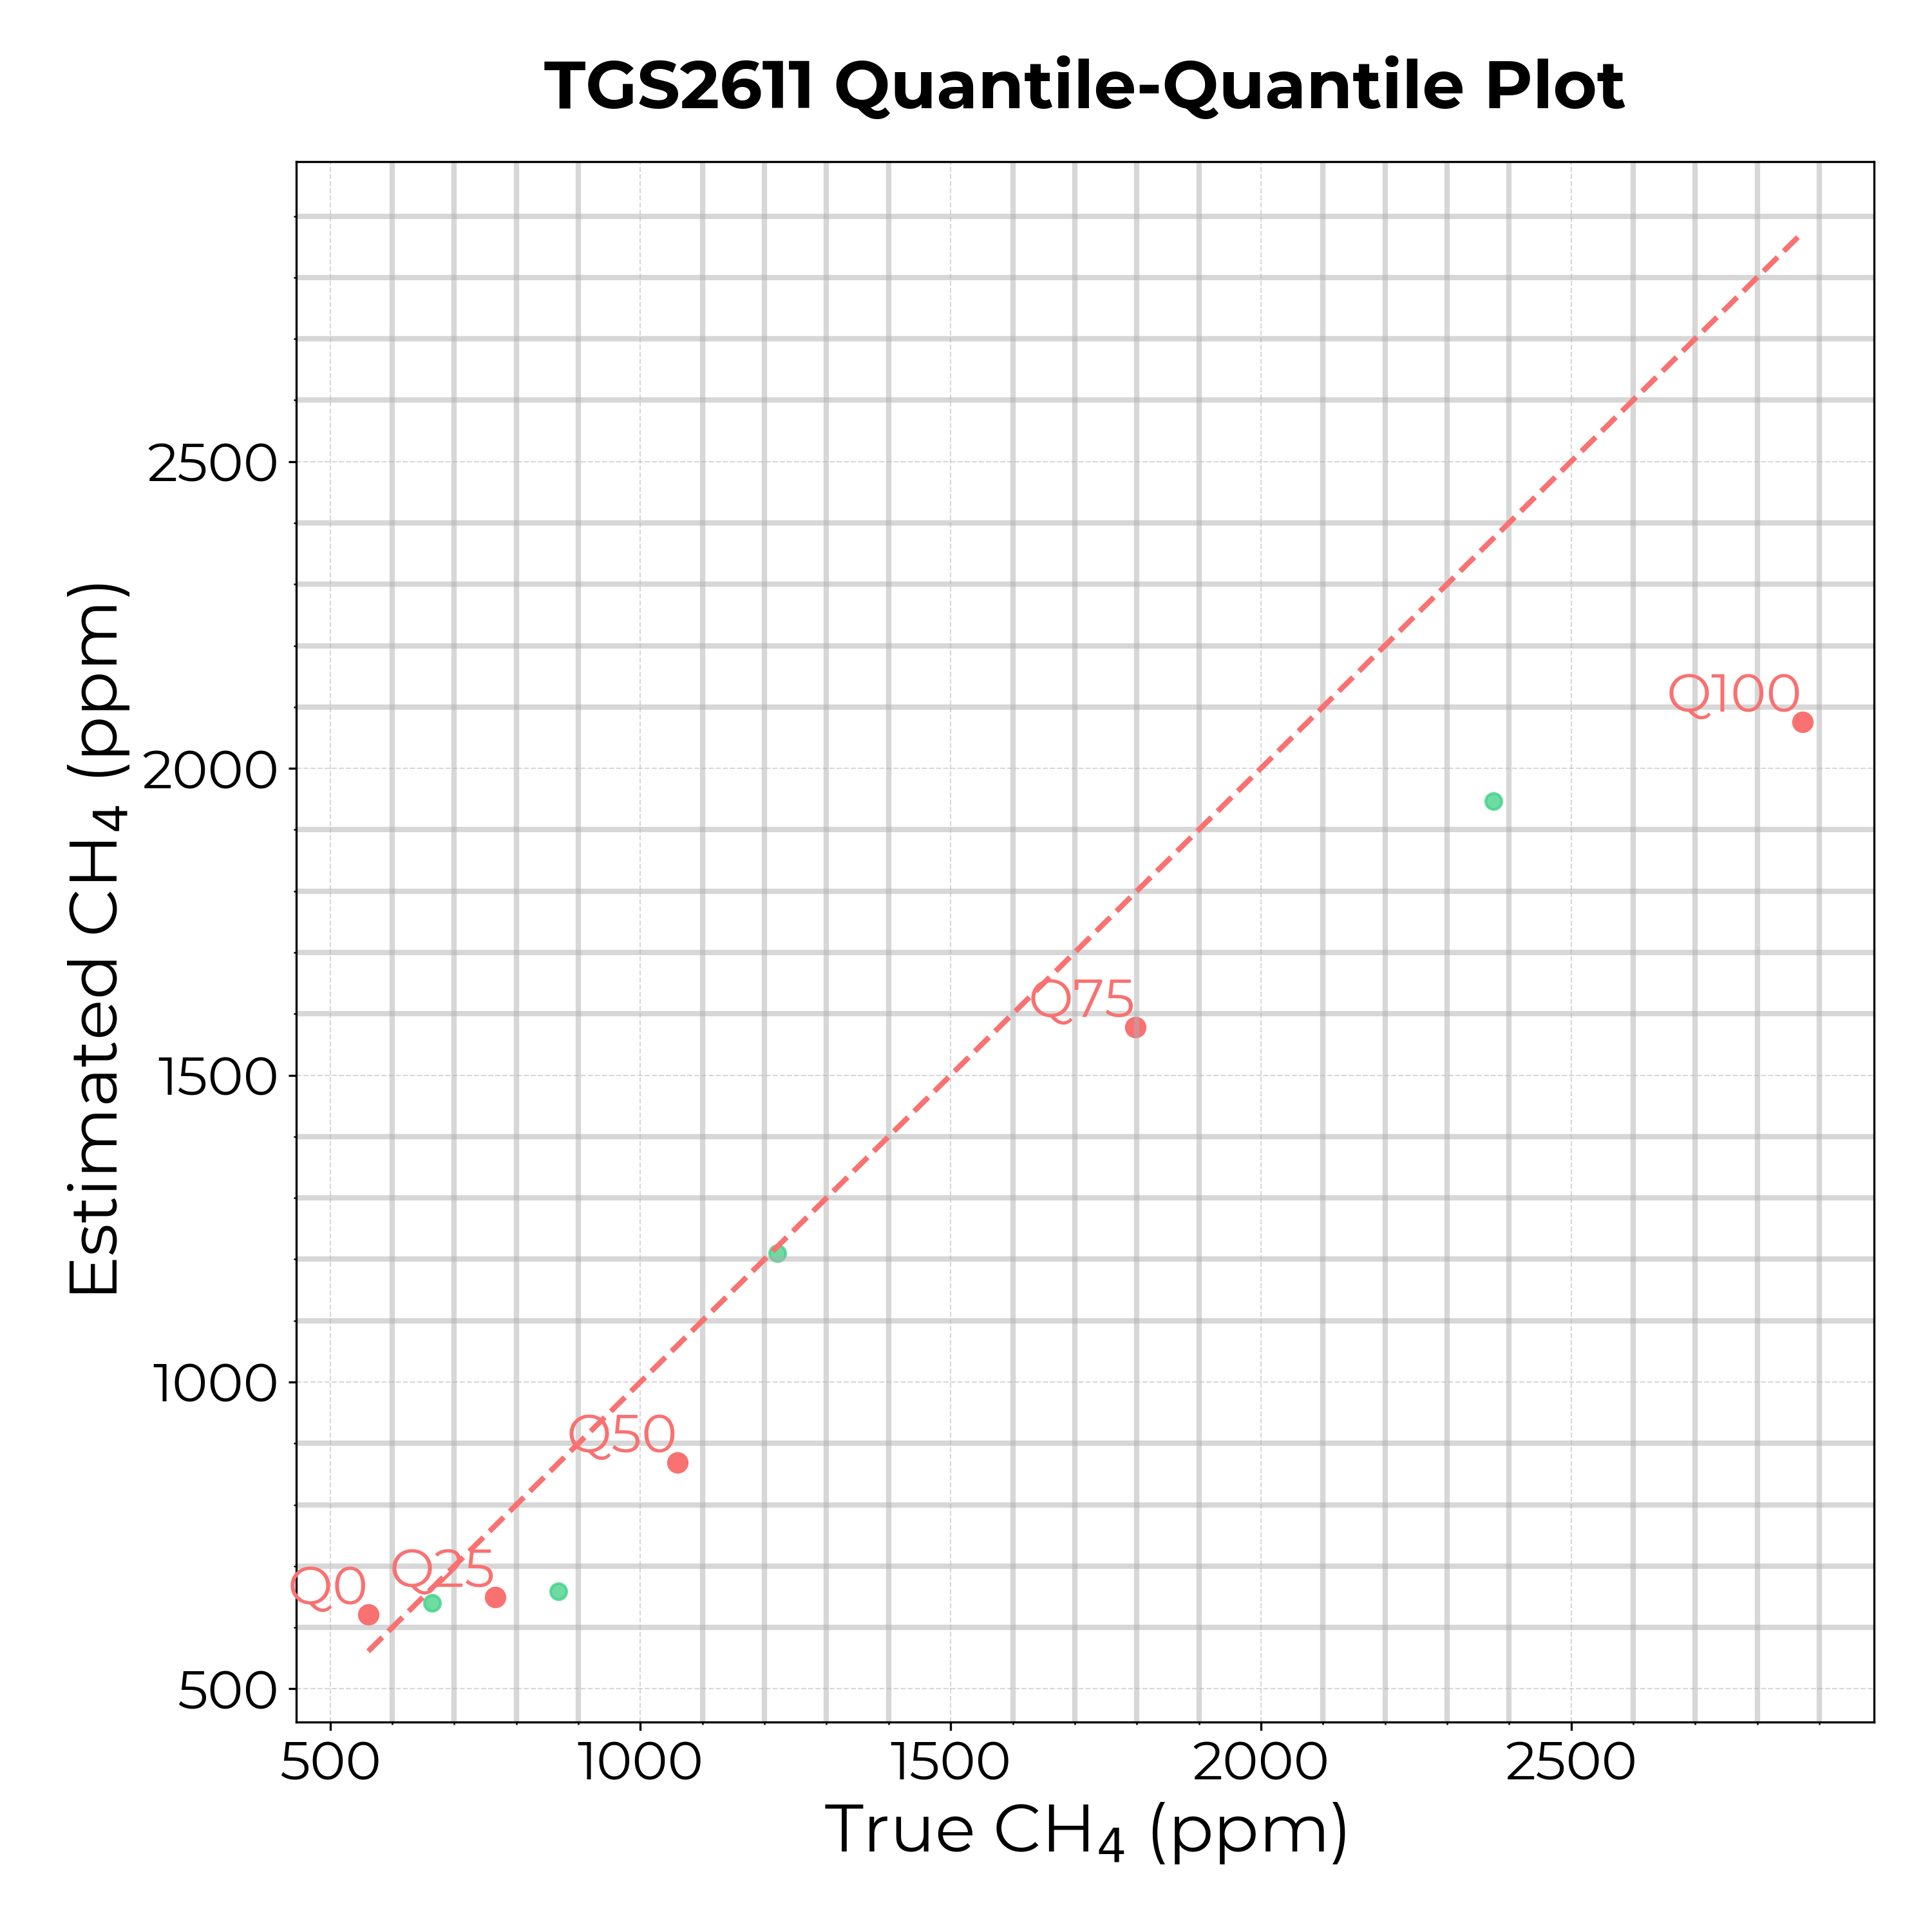 TGS2611 Quantile-Quantile Plot
Estimated CH₄ (ppm)
2500
2000
1500
1000
500
Q100
Q75
Q50
Q25
Q0
500 1000 1500 2000 2500
True CH₄ (ppm)